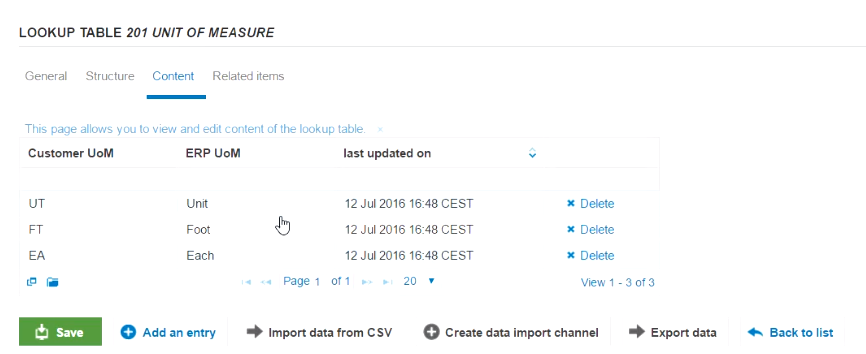 LOOKUP TABLE 201 UNIT OF MEASURE
General Structure Content Related items
This page allows you to view and edit content of the lookup table. ×
Customer UoM ERP UoM last updated on
UT Unit 12 Jul 2016 16:48 CEST Delete
FT Foot 12 Jul 2016 16:48 CEST Delete
EA Each 12 Jul 2016 16:48 CEST Delete
Page 1 of 1 20 View 1 - 3 of 3
Save Add an entry Import data from CSV Create data import channel Export data Back to list